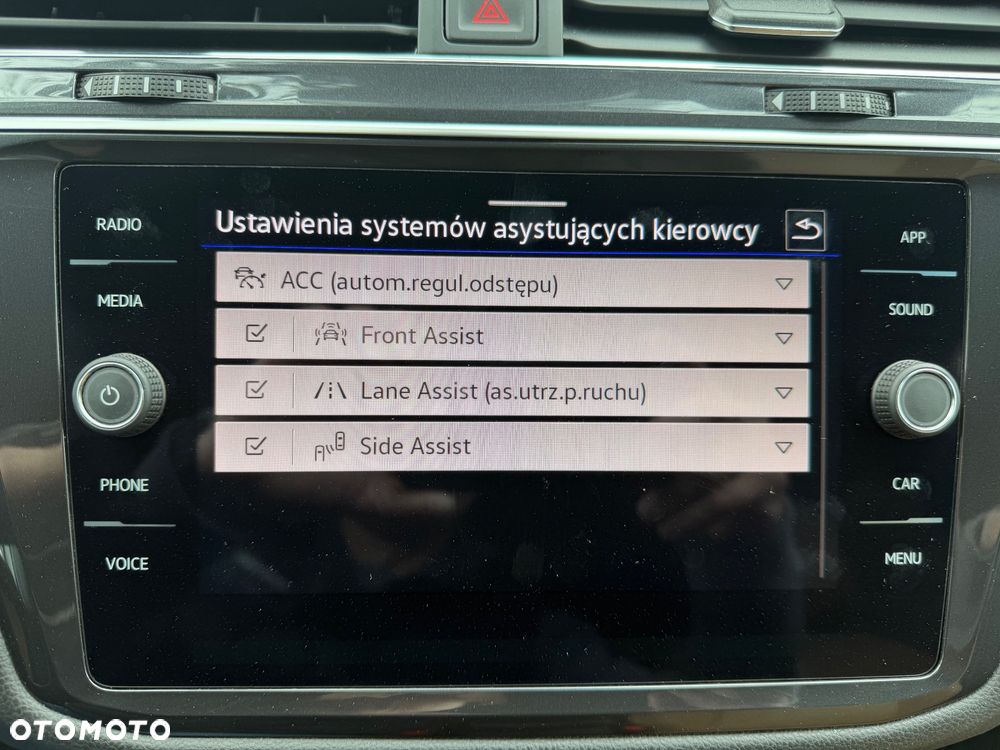 RADIO
MEDIA
PHONE
VOICE
Ustawienia systemów asystujących kierowcy
ACC (autom.regul.odstępu)
Front Assist
Lane Assist (as.utrz.p.ruchu)
Side Assist
APP
SOUND
CAR
MENU
OTOMOTO